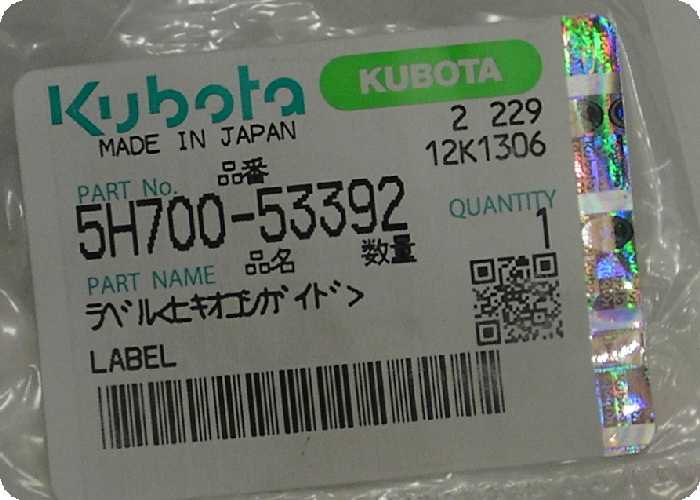 Kubota KUBOTA
MADE IN JAPAN
2 229
12K1306
品番
PART No.
5H700-53392
QUANTITY
1
品名 数量
PART NAME
ラベル<ヒキオコシガイド>
LABEL